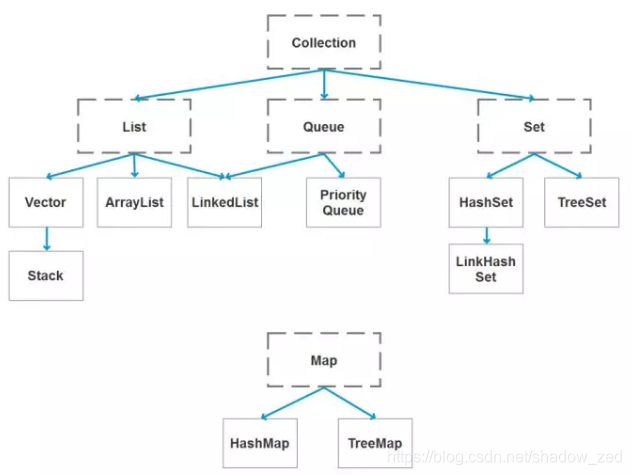 Collection
List
Queue
Set
Vector
ArrayList
LinkedList
Priority
Queue
HashSet
TreeSet
Stack
LinkHash
Set
Map
HashMap
TreeMap
https://blog.csdn.net/shadow_zed